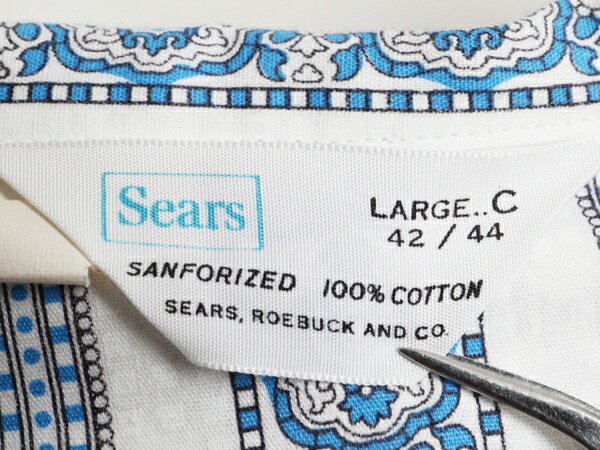 Sears
LARGE..C
42 / 44
SANFORIZED 100% COTTON
SEARS, ROEBUCK AND CO.